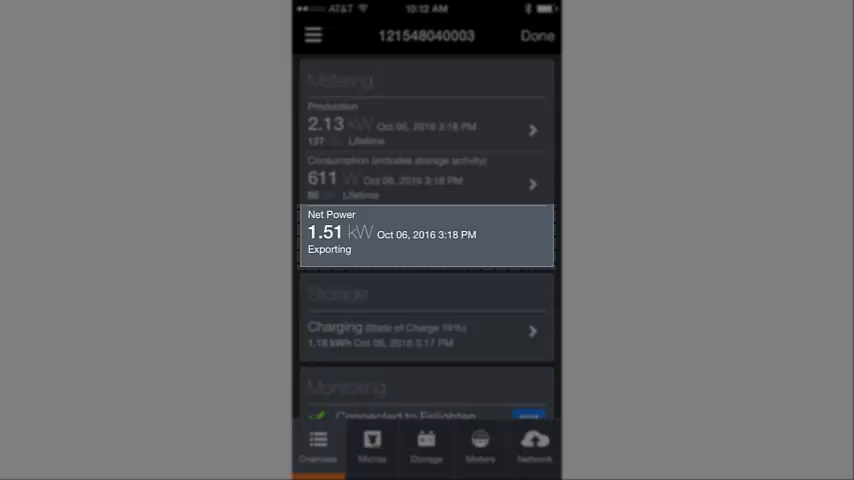 AT&T 10:12 AM
121548040003 Done
Metering
Production
2.13 kW Oct 06, 2016 3:18 PM
127 Lifetime
Consumption (includes storage activity)
611 W Oct 06, 2016 3:18 PM
86 Lifetime
Net Power
1.51 kW Oct 06, 2016 3:18 PM
Exporting
Storage
Charging (State of Charge 19%)
1.18 kWh Oct 06, 2016 3:17 PM
Monitoring
Connected to Enlighten
Overview Micros Storage Meters Network